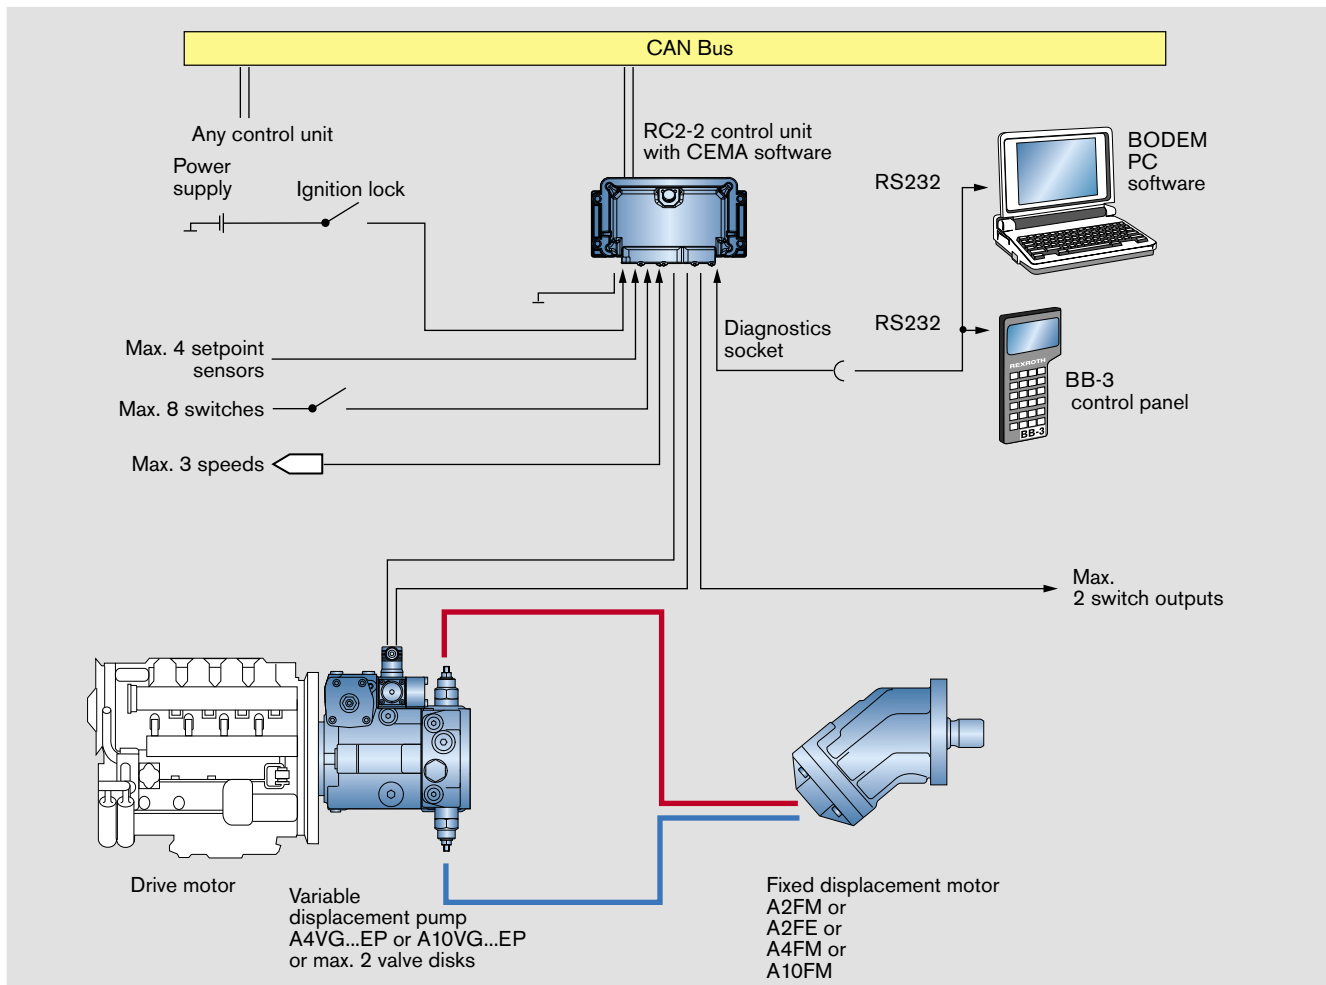 CAN Bus
Any control unit
RC2-2 control unit
with CEMA software
Power
supply
Ignition lock
RS232
BODEM
PC
software
Diagnostics
socket
RS232
REXROTH
BB-3
BB-3
control panel
Max. 4 setpoint
sensors
Max. 8 switches
Max. 3 speeds
Max.
2 switch outputs
Drive motor
Variable
displacement pump
A4VG...EP or A10VG...EP
or max. 2 valve disks
Fixed displacement motor
A2FM or
A2FE or
A4FM or
A10FM